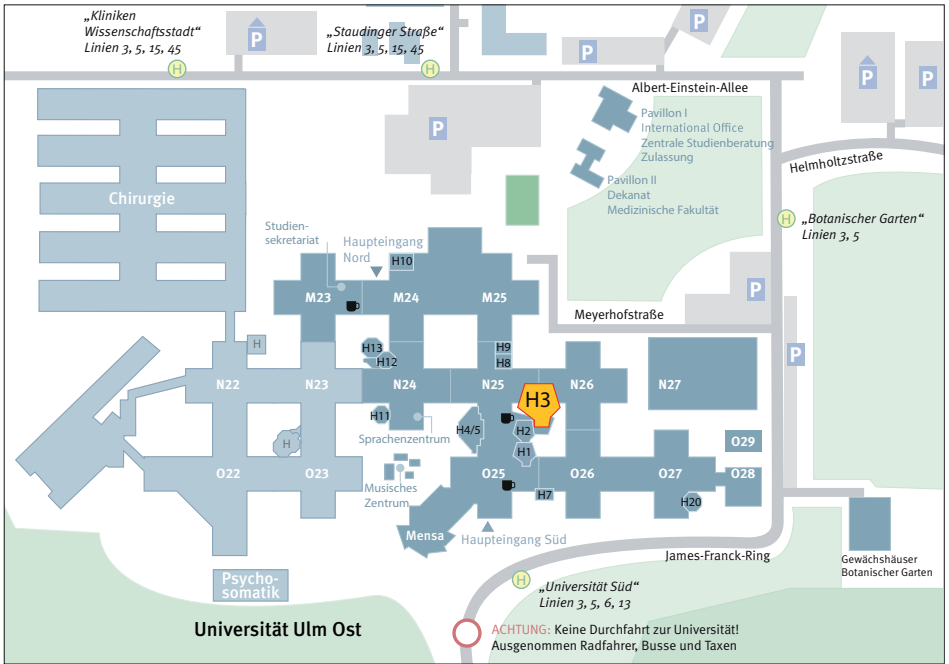 „Kliniken
Wissenschaftsstadt“
Linien 3, 5, 15, 45
H
P
„Staudinger Straße“
Linien 3, 5, 15, 45
H
P
P
P
P
Albert-Einstein-Allee
P
Pavillon I
International Office
Zentrale Studienberatung
Zulassung
Pavillon II
Dekanat
Medizinische Fakultät
Helmholtzstraße
H
„Botanischer Garten“
Linien 3, 5
Chirurgie
Studien-
sekretariat
Haupteingang
Nord
H10
M23
M24
M25
P
Meyerhofstraße
P
H
H13
H12
H9
H8
N22
N23
N24
N25
N26
N27
H3
H11
Sprachenzentrum
H4/5
H2
H1
H
O29
O22
O23
O25
O26
O27
O28
Musisches
Zentrum
H7
H20
Mensa
Haupteingang Süd
James-Franck-Ring
Gewächshäuser
Botanischer Garten
Psycho-
somatik
H
„Universität Süd“
Linien 3, 5, 6, 13
Universität Ulm Ost
ACHTUNG: Keine Durchfahrt zur Universität!
Ausgenommen Radfahrer, Busse und Taxen